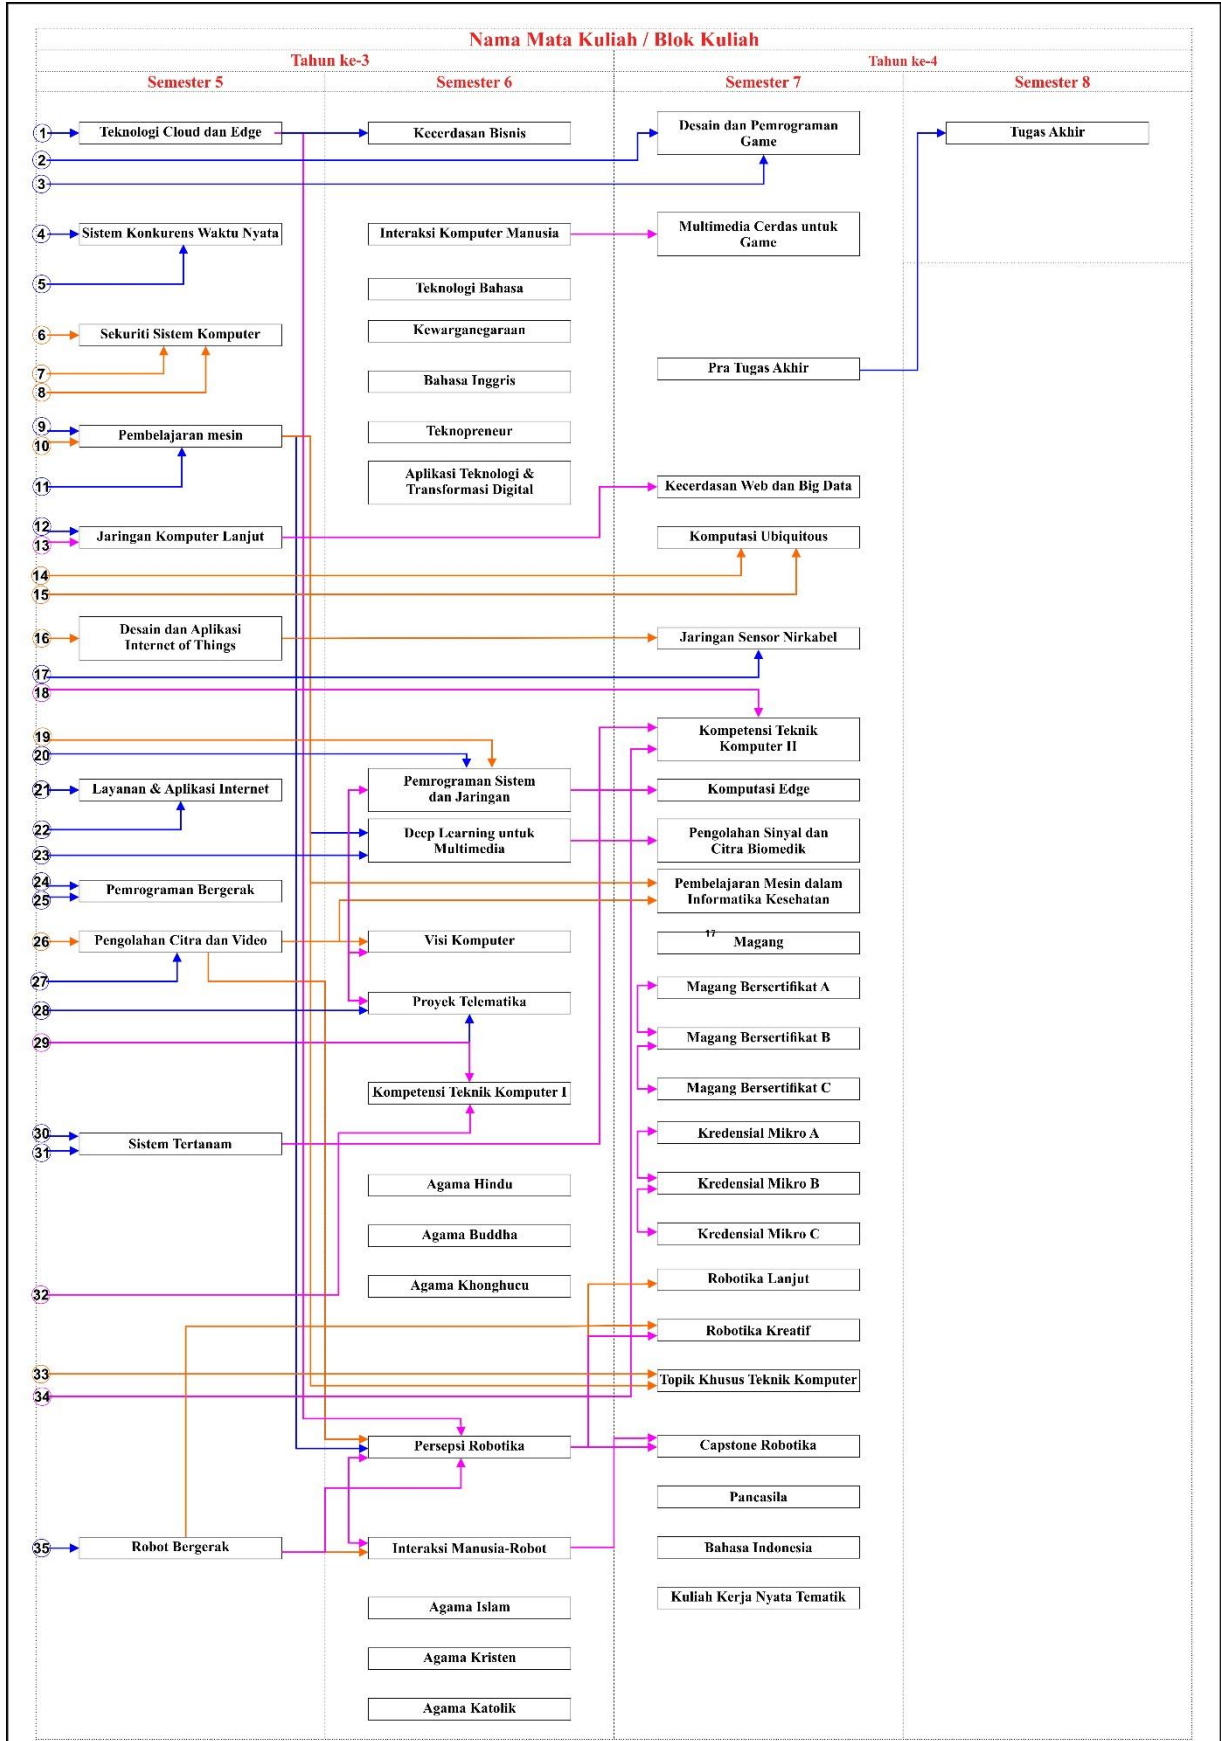 Nama Mata Kuliah / Blok Kuliah
Tahun ke-3
Tahun ke-4
Semester 5
Semester 6
Semester 7
Semester 8
1
Teknologi Cloud dan Edge
Kecerdasan Bisnis
Desain dan Pemrograman
Game
Tugas Akhir
2
3
4
Sistem Konkurens Waktu Nyata
Interaksi Komputer Manusia
Multimedia Cerdas untuk
Game
5
Teknologi Bahasa
6
Sekuriti Sistem Komputer
Kewarganegaraan
7
8
Bahasa Inggris
Pra Tugas Akhir
9
10
Pembelajaran mesin
Teknopreneur
11
Aplikasi Teknologi &
Transformasi Digital
Kecerdasan Web dan Big Data
12
13
Jaringan Komputer Lanjut
Komputasi Ubiquitous
14
15
16
Desain dan Aplikasi
Internet of Things
Jaringan Sensor Nirkabel
17
18
19
20
Kompetensi Teknik
Komputer II
21
Layanan & Aplikasi Internet
Pemrograman Sistem
dan Jaringan
Komputasi Edge
22
23
Deep Learning untuk
Multimedia
Pengolahan Sinyal dan
Citra Biomedik
24
25
Pemrograman Bergerak
Pembelajaran Mesin dalam
Informatika Kesehatan
26
Pengolahan Citra dan Video
Visi Komputer
17 Magang
27
28
Proyek Telematika
Magang Bersertifikat A
29
Magang Bersertifikat B
Kompetensi Teknik Komputer I
Magang Bersertifikat C
30
31
Sistem Tertanam
Kredensial Mikro A
Agama Hindu
Kredensial Mikro B
Agama Buddha
Kredensial Mikro C
32
Agama Khonghucu
Robotika Lanjut
Robotika Kreatif
33
34
Topik Khusus Teknik Komputer
Persepsi Robotika
Capstone Robotika
Pancasila
35
Robot Bergerak
Interaksi Manusia-Robot
Bahasa Indonesia
Kuliah Kerja Nyata Tematik
Agama Islam
Agama Kristen
Agama Katolik